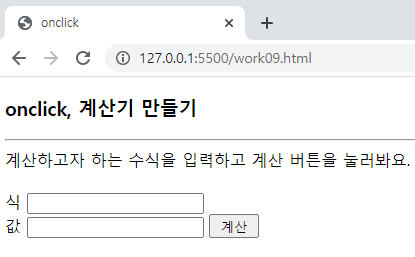 onclick
127.0.0.1:5500/work09.html
onclick, 계산기 만들기
계산하고자 하는 수식을 입력하고 계산 버튼을 눌러봐요.
식
값 계산